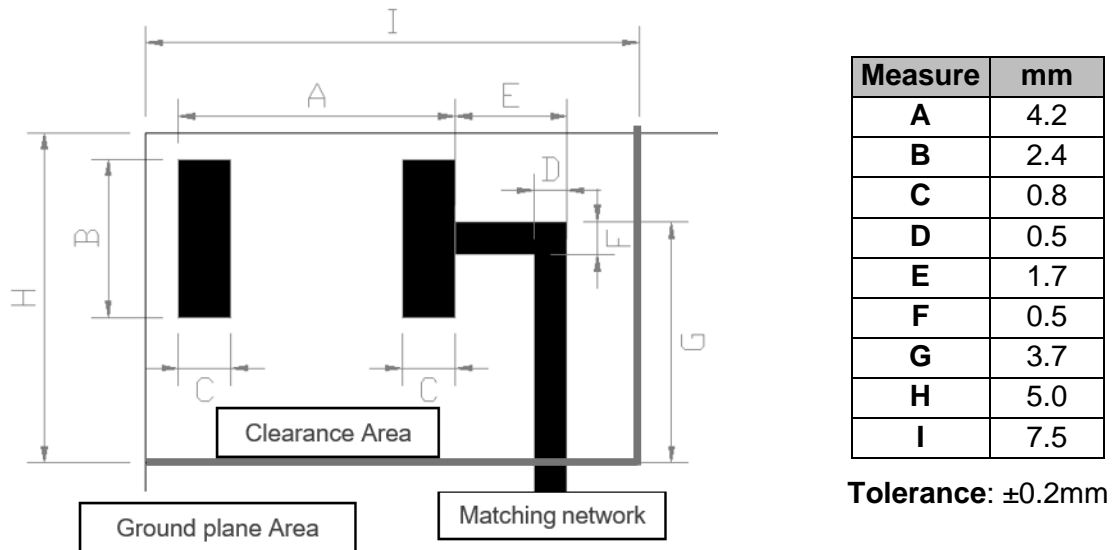 I
A
E
D
B
F
H
G
C
C
Clearance Area
Ground plane Area
Matching network
Measure mm
A 4.2
B 2.4
C 0.8
D 0.5
E 1.7
F 0.5
G 3.7
H 5.0
I 7.5
Tolerance: ±0.2mm